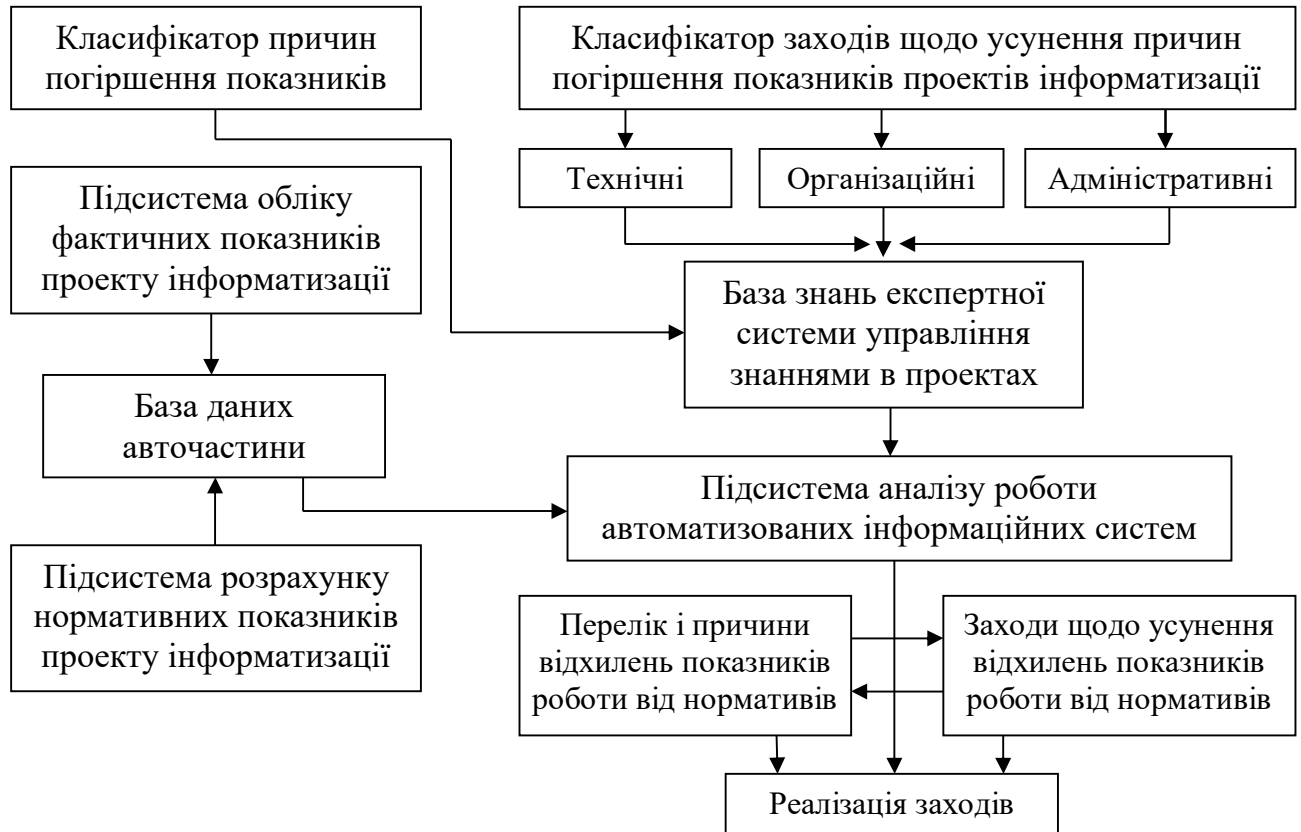 Класифікатор причин
погіршення показників
Класифікатор заходів щодо усунення причин
погіршення показників проектів інформатизації
Технічні
Організаційні
Адміністративні
Підсистема обліку
фактичних показників
проекту інформатизації
База знань експертної
системи управління
знаннями в проектах
База даних
авточастини
Підсистема аналізу роботи
автоматизованих інформаційних систем
Підсистема розрахунку
нормативних показників
проекту інформатизації
Перелік і причини
відхилень показників
роботи від нормативів
Заходи щодо усунення
відхилень показників
роботи від нормативів
Реалізація заходів